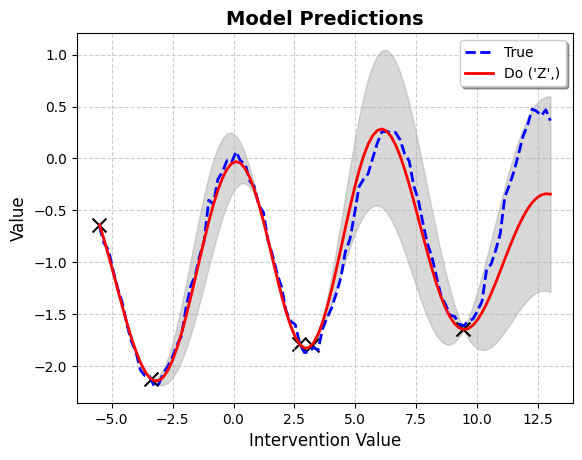 Model Predictions
True
Do ('Z',)
Value
1.0
0.5
0.0
−0.5
−1.0
−1.5
−2.0
−5.0 −2.5 0.0 2.5 5.0 7.5 10.0 12.5
Intervention Value